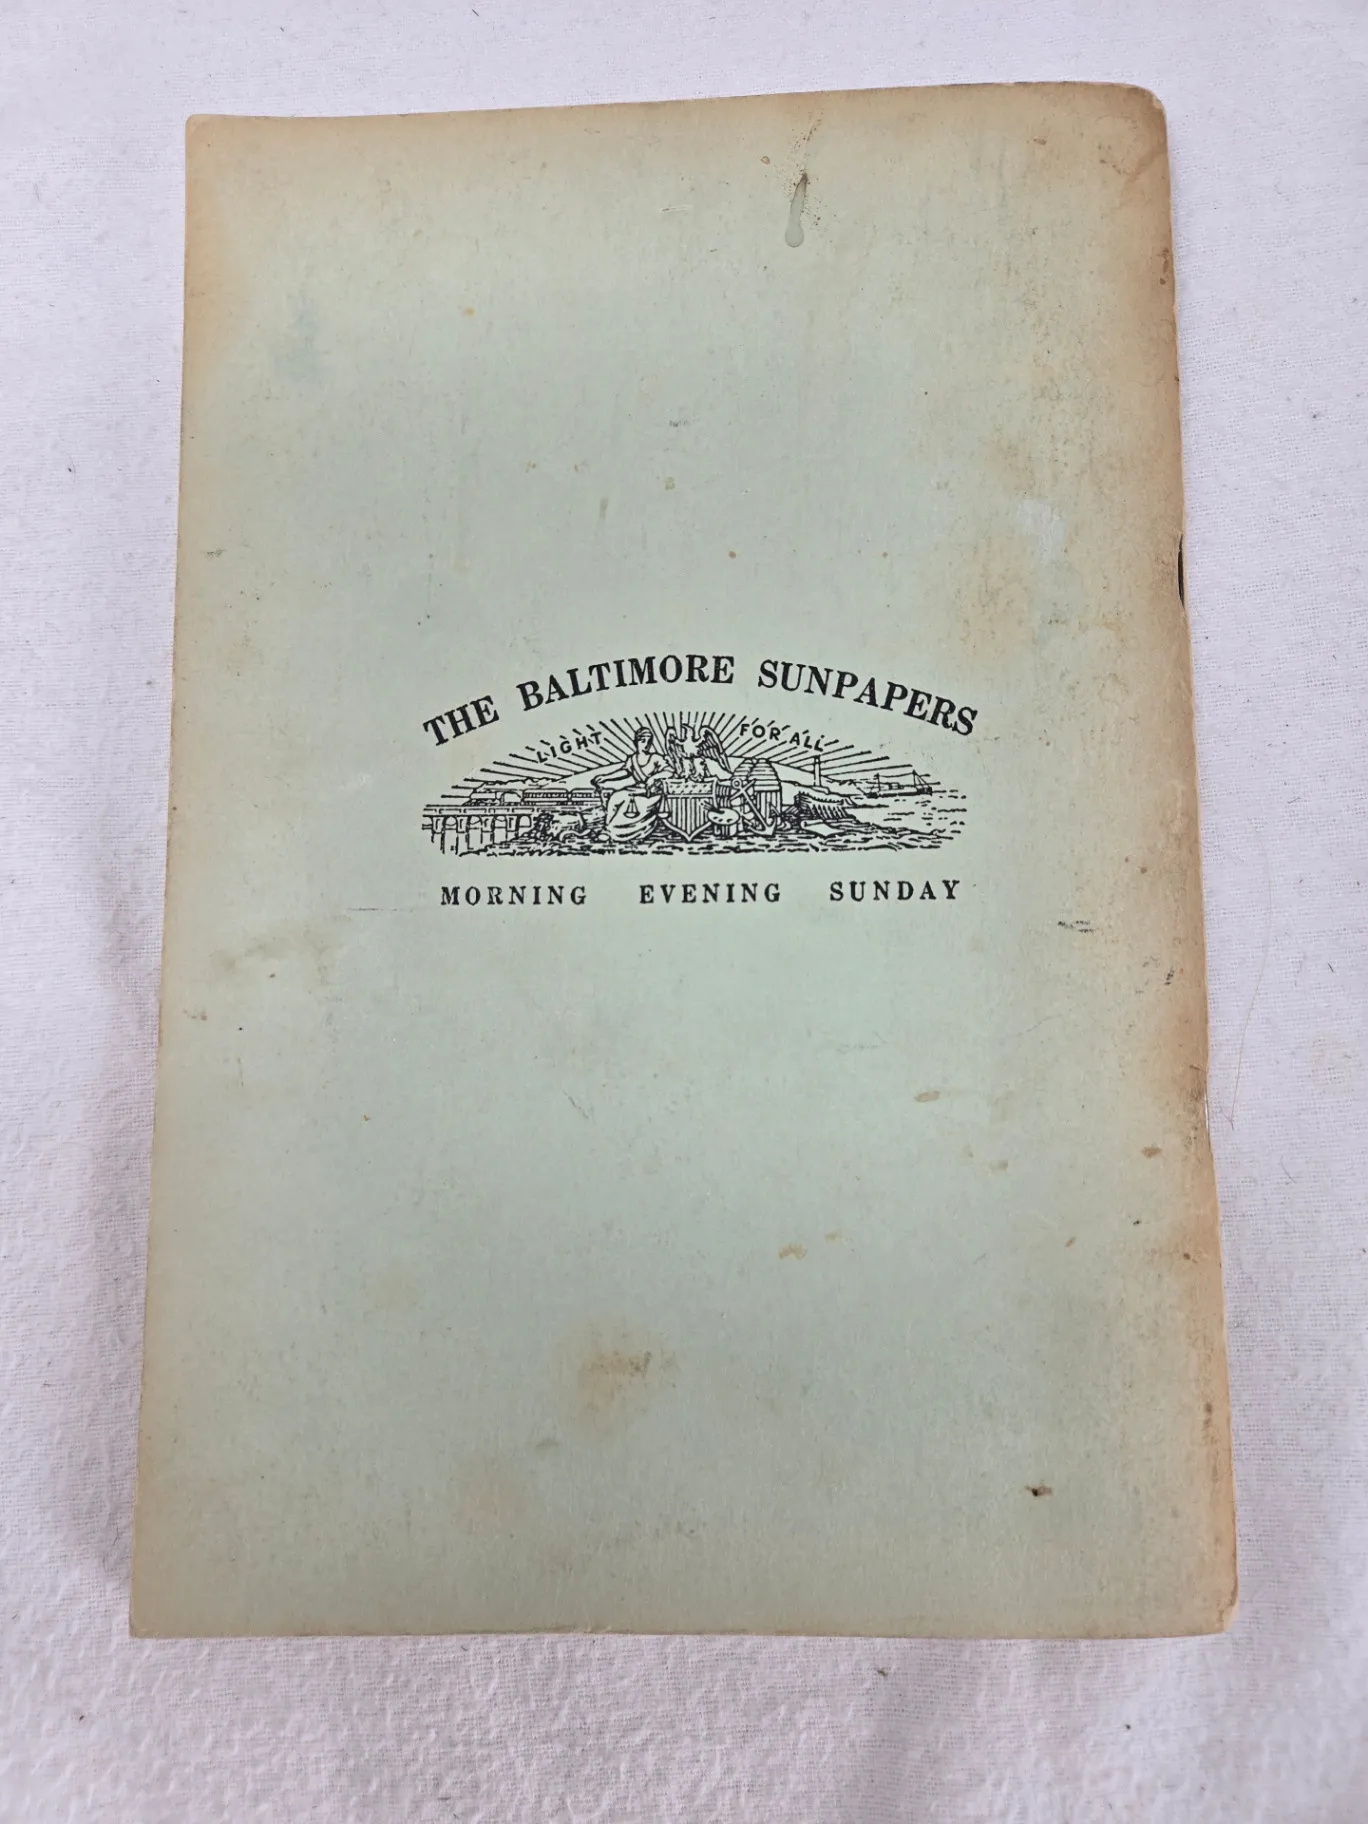 THE BALTIMORE SUNPAPERS
LIGHT FOR ALL
MORNING EVENING SUNDAY